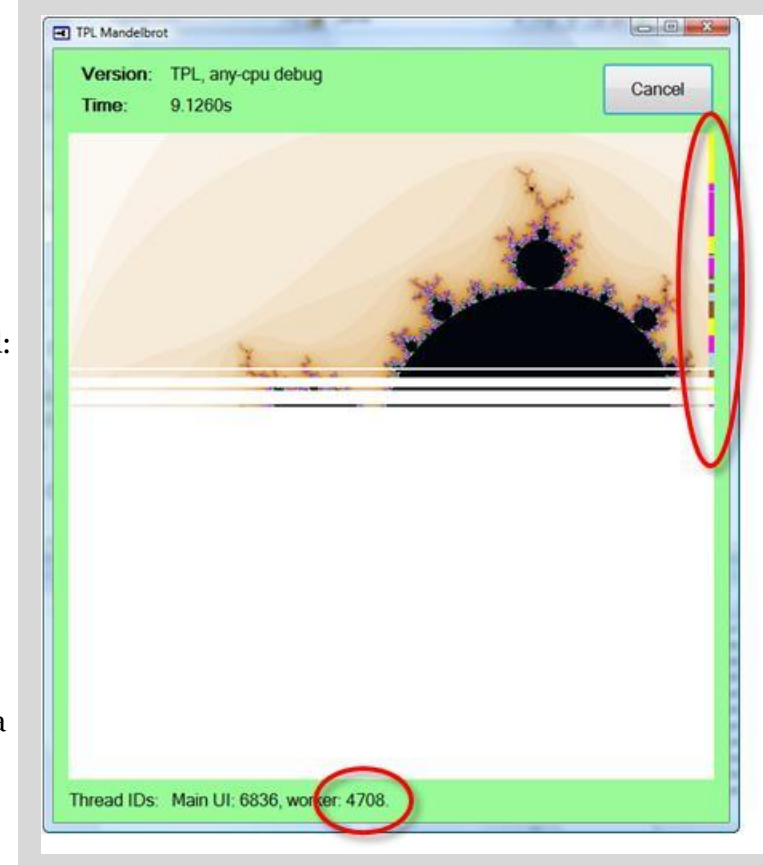 TPL Mandelbrot
Version: TPL, any-cpu debug
Time: 9.1260s
Cancel
:
a
Thread IDs: Main UI: 6836, worker: 4708.